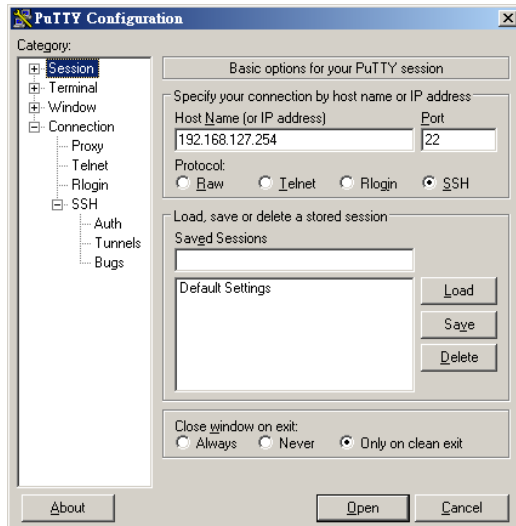 PuTTY Configuration
Category:
Session
Terminal
Window
Connection
Proxy
Telnet
Rlogin
SSH
Auth
Tunnels
Bugs
Basic options for your PuTTY session
Specify your connection by host name or IP address
Host Name (or IP address) Port
192.168.127.254 22
Protocol:
Raw Telnet Rlogin SSH
Load, save or delete a stored session
Saved Sessions
Default Settings
Load
Save
Delete
Close window on exit:
Always Never Only on clean exit
About Open Cancel